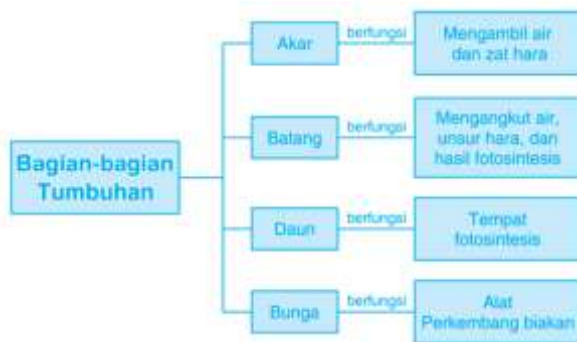 Bagian-bagian
Tumbuhan
Akar
berfungsi
Mengambil air
dan zat hara
Batang
berfungsi
Mengangkut air,
unsur hara, dan
hasil fotosintesis
Daun
berfungsi
Tempat
fotosintesis
Bunga
berfungsi
Alat
Perkembang biakan